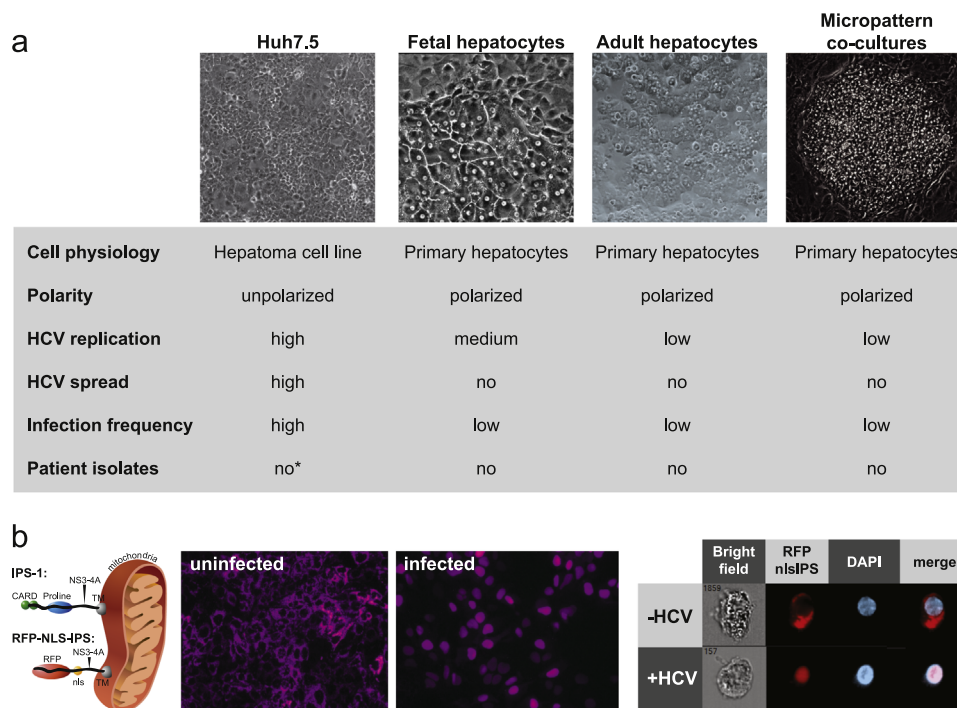 a
Huh7.5 Fetal hepatocytes Adult hepatocytes Micropattern co-cultures
Cell physiology Hepatoma cell line Primary hepatocytes Primary hepatocytes Primary hepatocytes
Polarity unpolarized polarized polarized polarized
HCV replication high medium low low
HCV spread high no no no
Infection frequency high low low low
Patient isolates no* no no no
b
IPS-1:
mitochondria
NS3-4A
CARD Proline TM
RFP-NLS-IPS:
NS3-4A
RFP
nls TM
uninfected
infected
Bright field RFP nlsIPS DAPI merge
-HCV
1859
+HCV
157